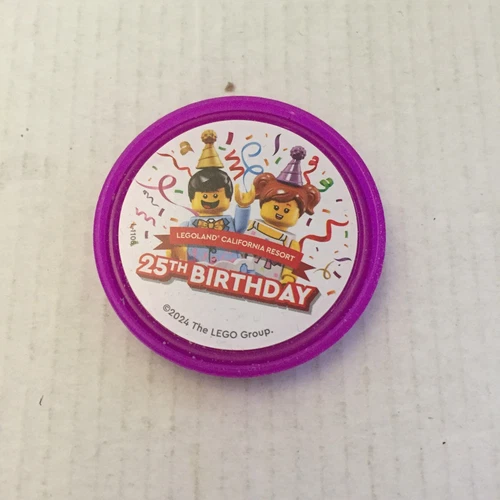 LEGOLAND® CALIFORNIA RESORT
25TH BIRTHDAY
©2024 The LEGO Group.